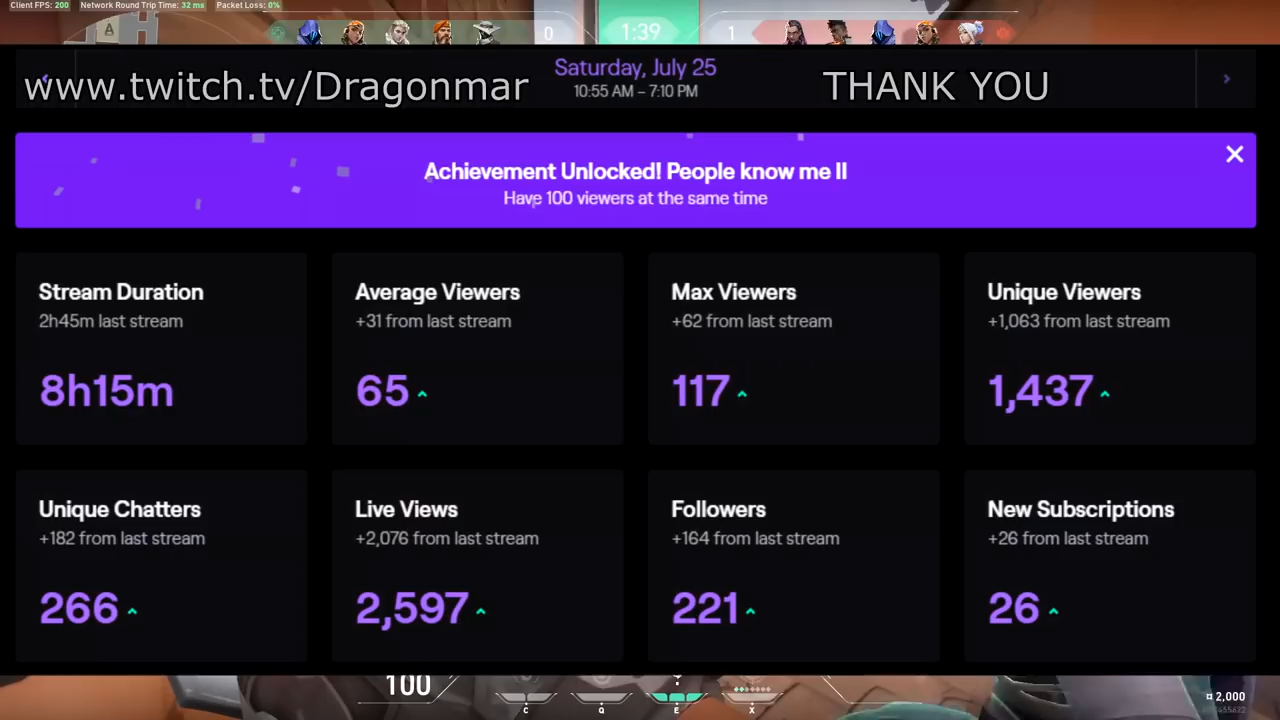 Client FPS: 200 Network Round Trip Time: 32 ms Packet Loss: 0%
A
0 1:39 1
www.twitch.tv/Dragonmar
Saturday, July 25
10:55 AM – 7:10 PM
THANK YOU
Achievement Unlocked! People know me II
Have 100 viewers at the same time
Stream Duration
2h45m last stream
8h15m
Average Viewers
+31 from last stream
65
Max Viewers
+62 from last stream
117
Unique Viewers
+1,063 from last stream
1,437
Unique Chatters
+182 from last stream
266
Live Views
+2,076 from last stream
2,597
Followers
+164 from last stream
221
New Subscriptions
+26 from last stream
26
100
C Q E X
2,000